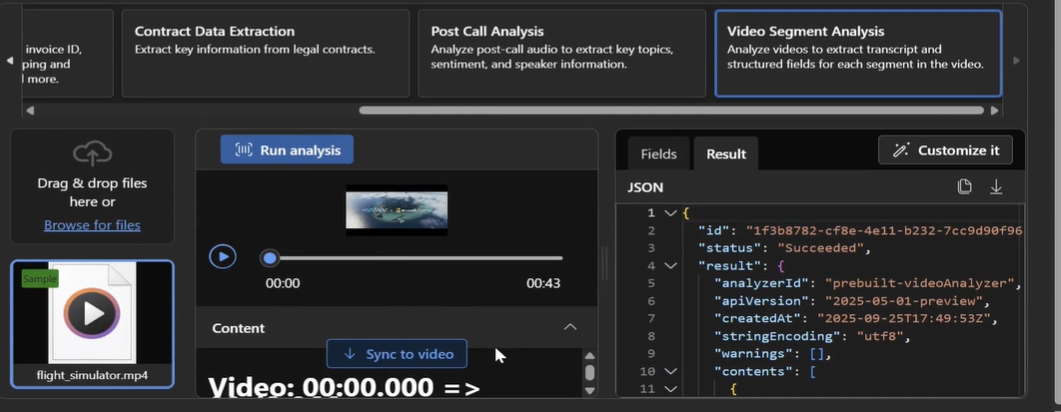 invoice ID,
ping and
l more.
Contract Data Extraction
Extract key information from legal contracts.
Post Call Analysis
Analyze post-call audio to extract key topics,
sentiment, and speaker information.
Video Segment Analysis
Analyze videos to extract transcript and
structured fields for each segment in the video.
Drag & drop files
here or
Browse for files
Sample
flight_simulator.mp4
Run analysis
00:00
00:43
Content
Sync to video
Video: 00:00.000 =>
Fields
Result
Customize it
JSON
1 {
2 "id": "1f3b8782-cf8e-4e11-b232-7cc9d90f96
3 "status": "Succeeded",
4 "result": {
5 "analyzerId": "prebuilt-videoAnalyzer",
6 "apiVersion": "2025-05-01-preview",
7 "createdAt": "2025-09-25T17:49:53Z",
8 "stringEncoding": "utf8",
9 "warnings": [],
10 "contents": [
11 {